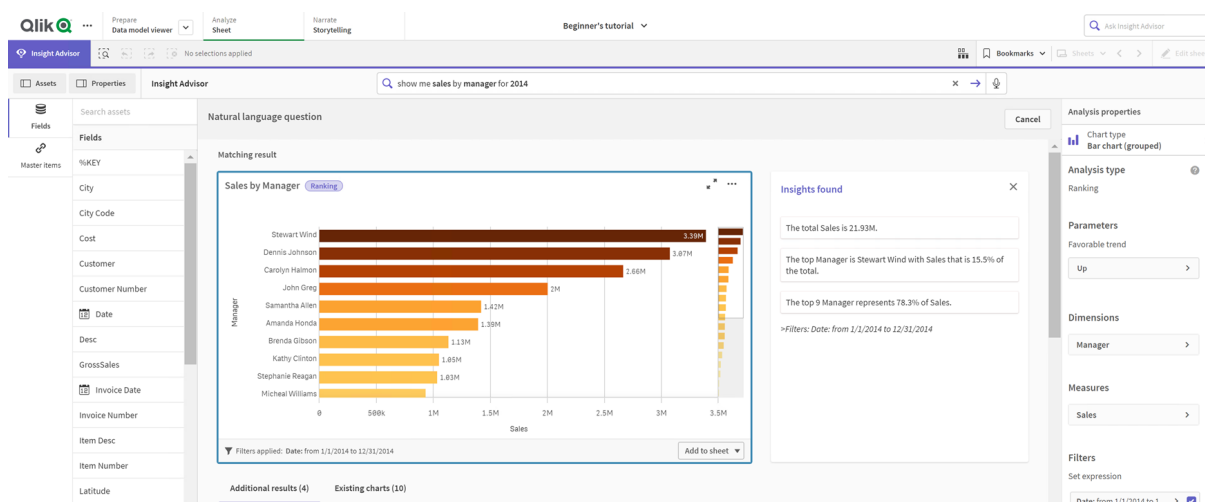 Qlik Q
...
Prepare
Data model viewer
Analyze
Sheet
Narrate
Storytelling
Beginner's tutorial
Ask Insight Advisor
Insight Advisor
No selections applied
Bookmarks
Sheets
Edit sheet
Assets
Properties
Insight Advisor
show me sales by manager for 2014
Fields
Master items
Search assets
Fields
%KEY
City
City Code
Cost
Customer
Customer Number
Date
Desc
GrossSales
Invoice Date
Invoice Number
Item Desc
Item Number
Latitude
Natural language question
Cancel
Matching result
Sales by Manager Ranking
Manager
Stewart Wind 3.39M
Dennis Johnson 3.07M
Carolyn Halmon 2.66M
John Greg 2M
Samantha Allen 1.42M
Amanda Honda 1.39M
Brenda Gibson 1.13M
Kathy Clinton 1.05M
Stephanie Reagan 1.03M
Micheal Williams
0 500k 1M 1.5M 2M 2.5M 3M 3.5M
Sales
Filters applied: Date: from 1/1/2014 to 12/31/2014
Add to sheet
Additional results (4)
Existing charts (10)
Insights found
The total Sales is 21.93M.
The top Manager is Stewart Wind with Sales that is 15.5% of
the total.
The top 9 Manager represents 78.3% of Sales.
>Filters: Date: from 1/1/2014 to 12/31/2014
Analysis properties
Chart type
Bar chart (grouped)
Analysis type
Ranking
Parameters
Favorable trend
Up
Dimensions
Manager
Measures
Sales
Filters
Set expression
Date: from 1/1/2014 to 1...